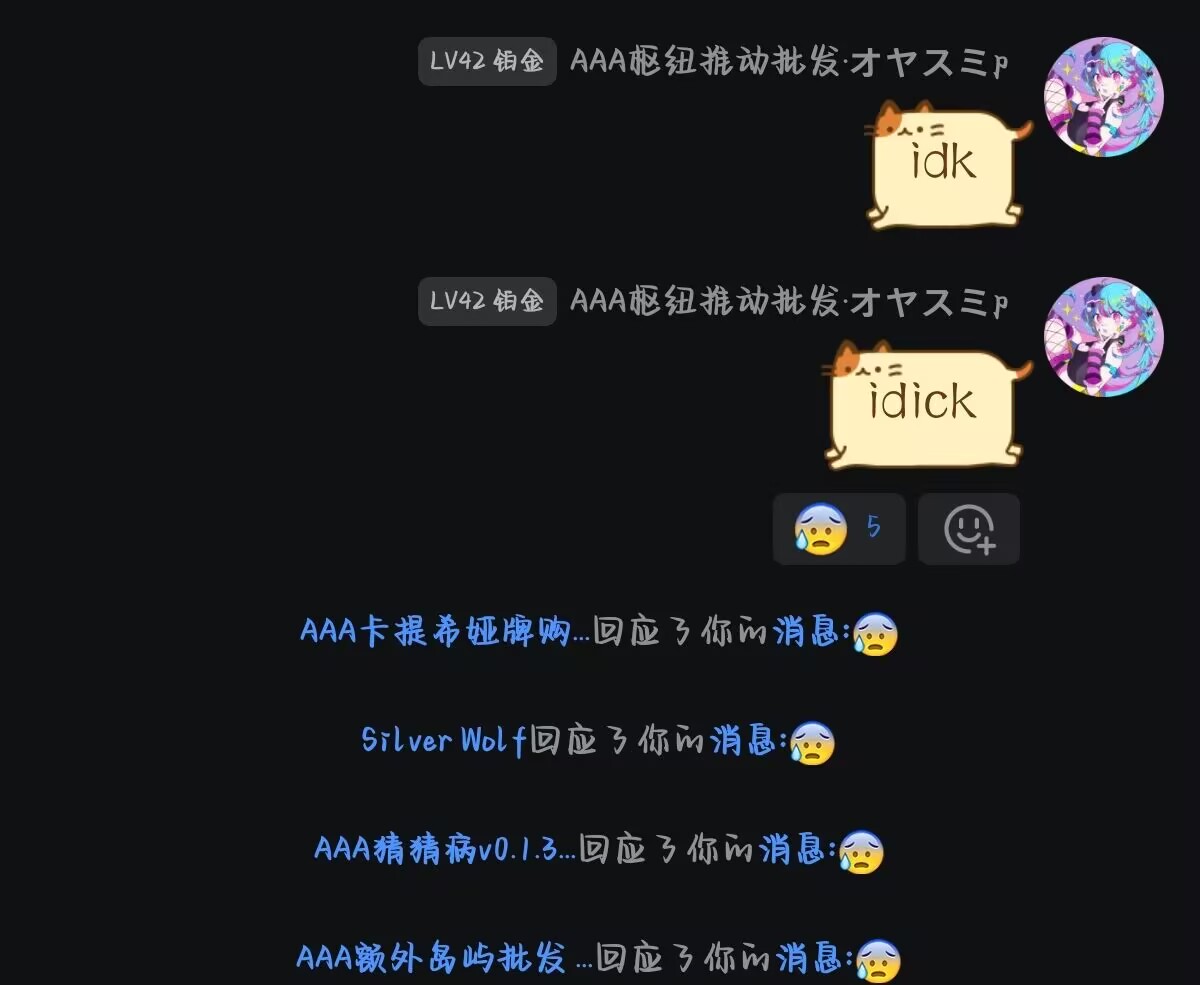 LV42 铂金 AAA枢纽推动批发·オヤスミp
idk
LV42 铂金 AAA枢纽推动批发·オヤスミp
idick
5
AAA卡提希娅牌购...回应了你的消息:
Silver Wolf回应了你的消息:
AAA猜猜病v0.1.3...回应了你的消息:
AAA额外岛屿批发 ...回应了你的消息: